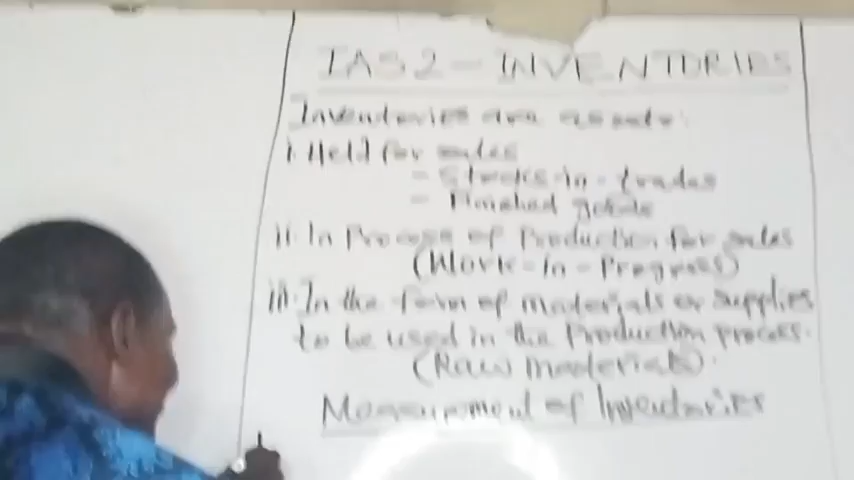 IAS 2 - INVENTORIES
Inventories are assets:
i. Held for sales
- Stocks-in-trades
- Finished goods
ii. In Process of Production for sales
(Work-in-Progress)
iii. In the form of materials or supplies
to be used in the Production process.
(Raw materials).
Measurement of Inventories